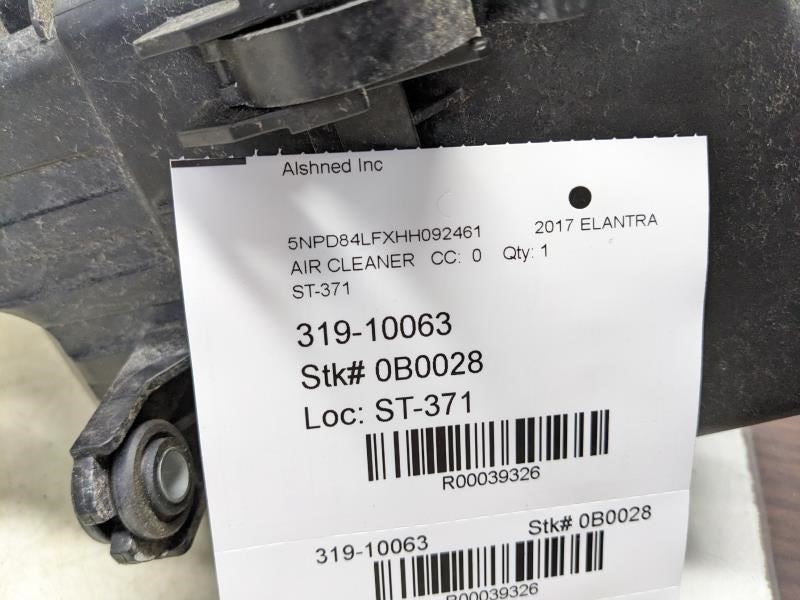 Alshned Inc
5NPD84LFXHH092461 2017 ELANTRA
AIR CLEANER CC: 0 Qty: 1
ST-371
319-10063
Stk# 0B0028
Loc: ST-371
R00039326
319-10063 Stk# 0B0028
R00039326